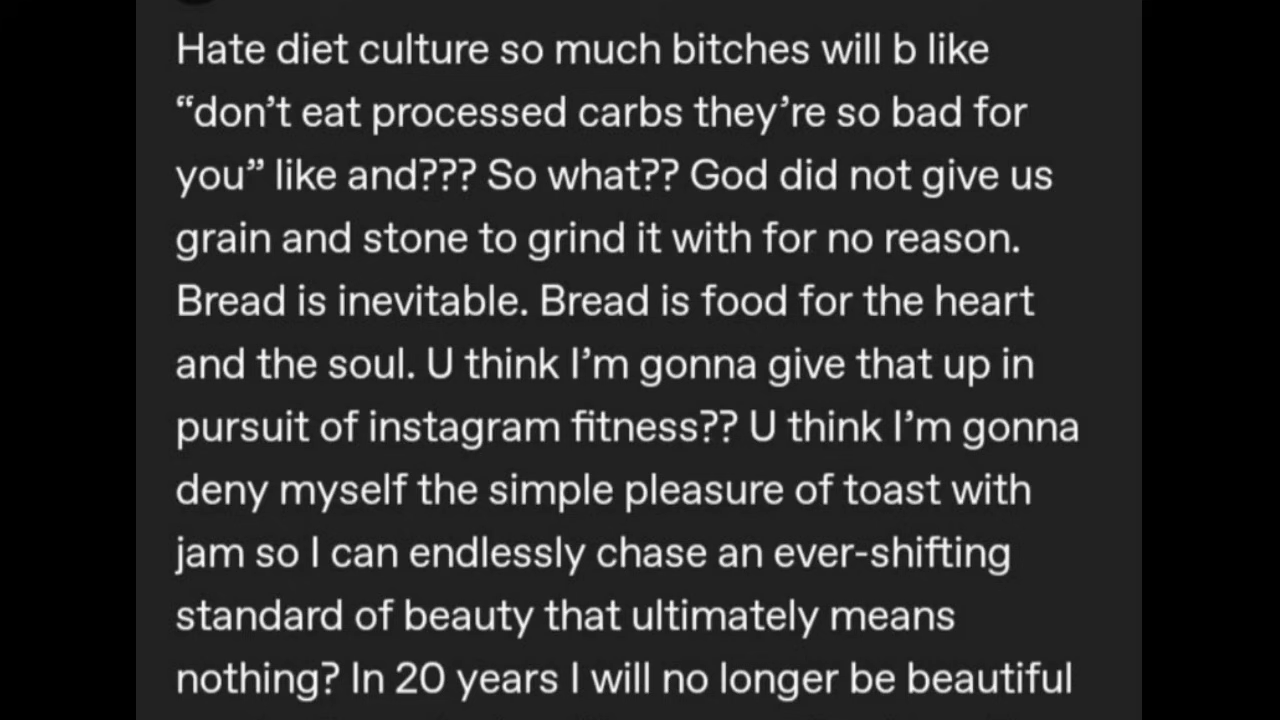 Hate diet culture so much bitches will b like
“don’t eat processed carbs they’re so bad for
you” like and??? So what?? God did not give us
grain and stone to grind it with for no reason.
Bread is inevitable. Bread is food for the heart
and the soul. U think I’m gonna give that up in
pursuit of instagram fitness?? U think I’m gonna
deny myself the simple pleasure of toast with
jam so I can endlessly chase an ever-shifting
standard of beauty that ultimately means
nothing? In 20 years I will no longer be beautiful